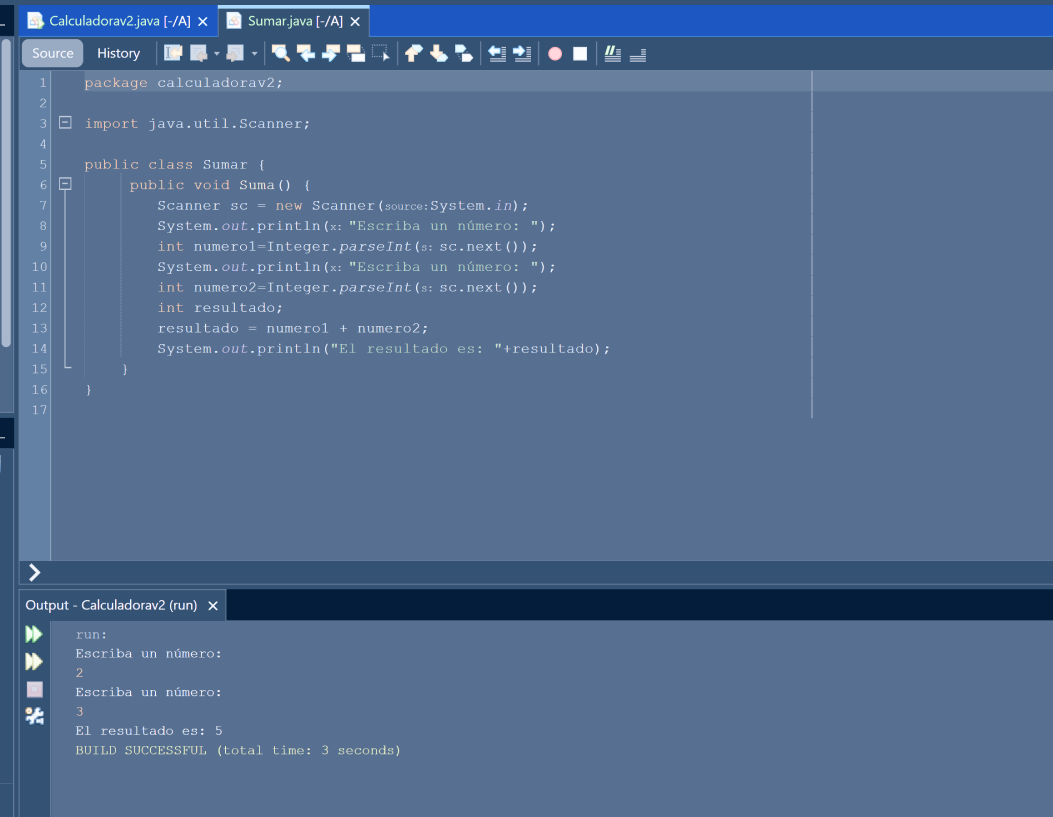 Calculadorav2.java [-/A] × Sumar.java [-/A] ×
Source History
1 package calculadorav2;
2
3 import java.util.Scanner;
4
5 public class Sumar {
6 public void Suma() {
7 Scanner sc = new Scanner(source:System.in);
8 System.out.println(x: "Escriba un número: ");
9 int numero1=Integer.parseInt(s: sc.next());
10 System.out.println(x: "Escriba un número: ");
11 int numero2=Integer.parseInt(s: sc.next());
12 int resultado;
13 resultado = numero1 + numero2;
14 System.out.println("El resultado es: "+resultado);
15 }
16 }
17
Output - Calculadorav2 (run) ×
run:
Escriba un número:
2
Escriba un número:
3
El resultado es: 5
BUILD SUCCESSFUL (total time: 3 seconds)